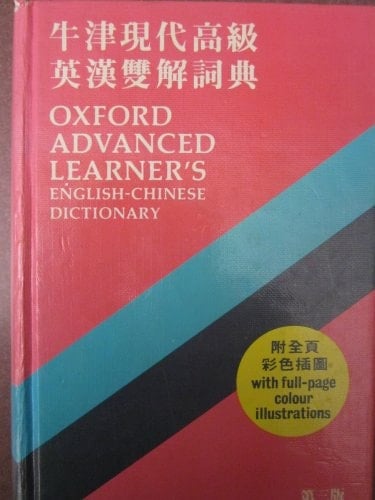 牛津現代高級
英漢雙解詞典
OXFORD
ADVANCED
LEARNER'S
ENGLISH-CHINESE
DICTIONARY
附全頁
彩色插圖
with full-page
colour
illustrations